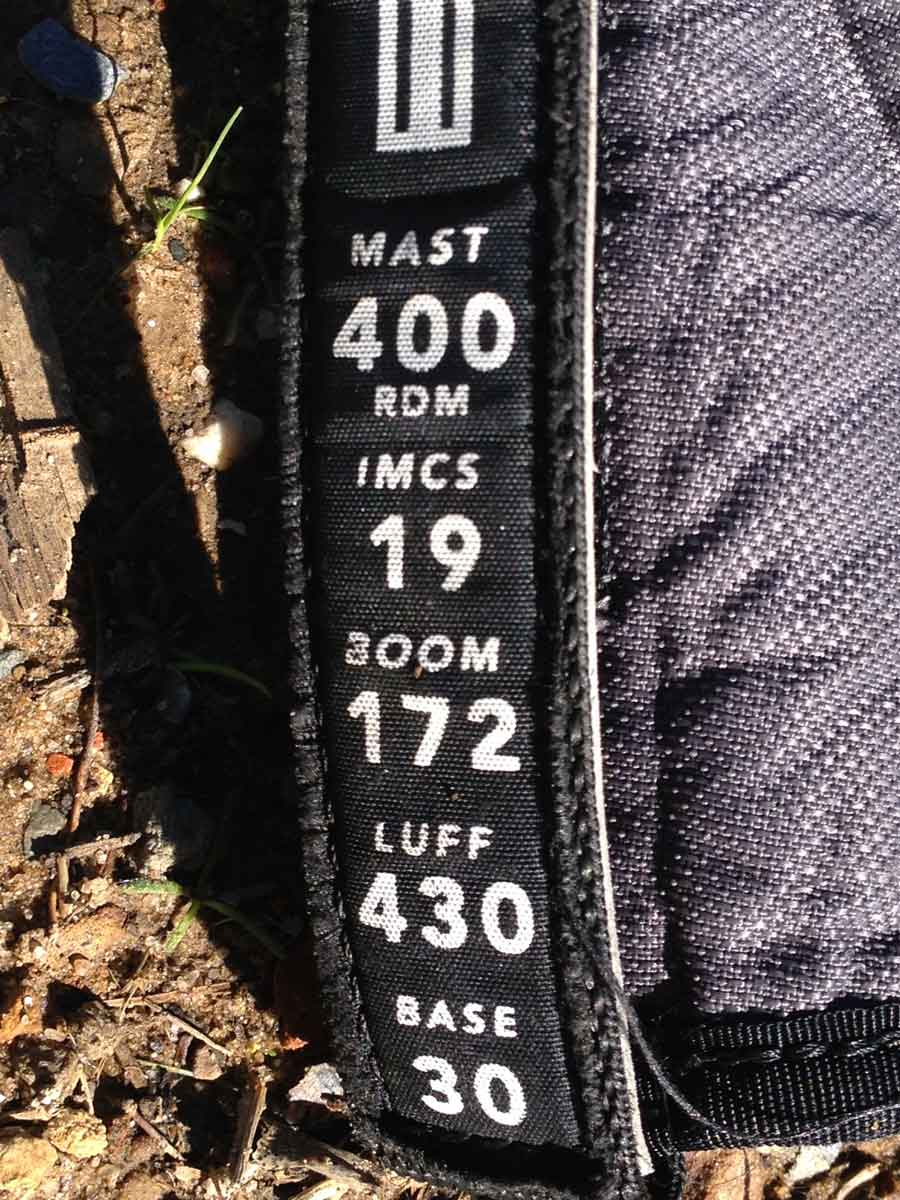 MAST
400
RDM
IMCS
19
BOOM
172
LUFF
430
BASE
30